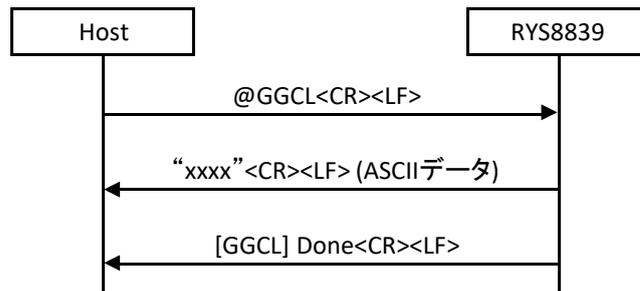 Host
RYS8839
@GGCL<CR><LF>
“xxxx”<CR><LF> (ASCIIデータ)
[GGCL] Done<CR><LF>